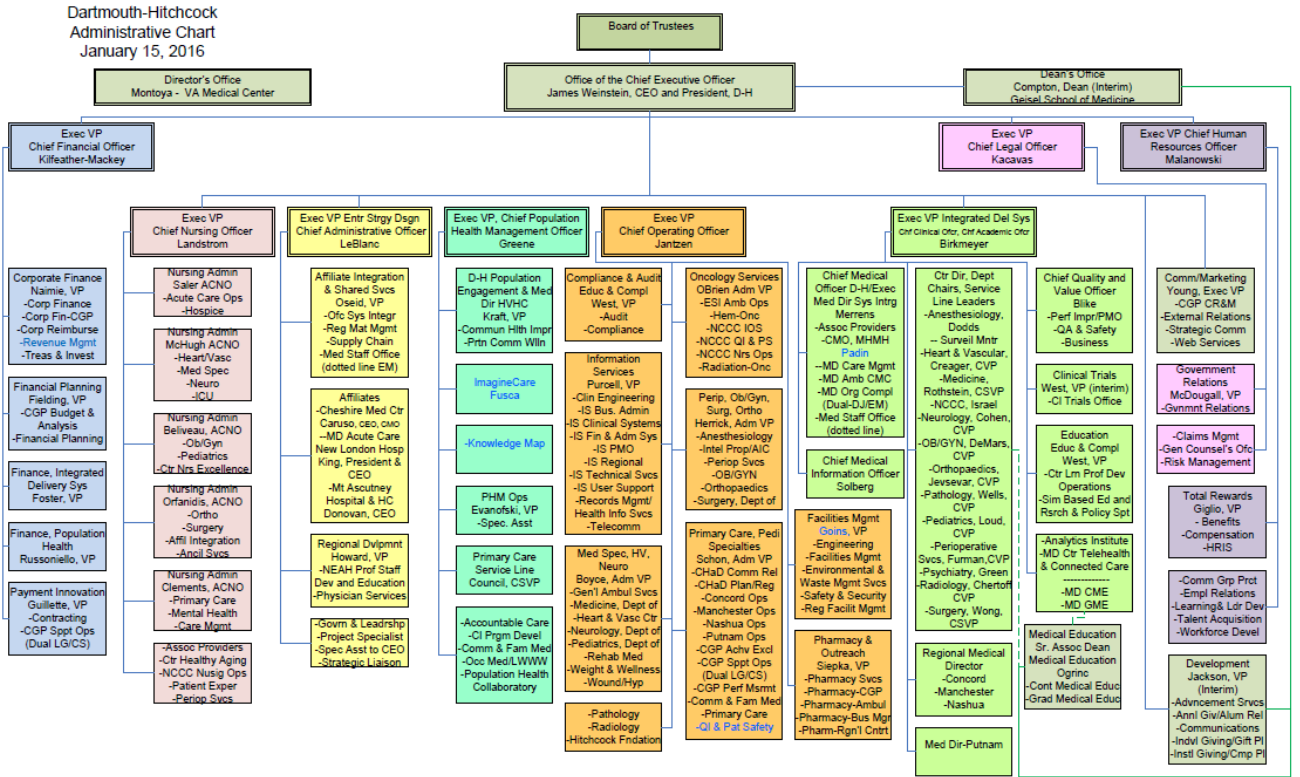 Dartmouth-Hitchcock
Administrative Chart
January 15, 2016
Board of Trustees
Director's Office
Montoya - VA Medical Center
Office of the Chief Executive Officer
James Weinstein, CEO and President, D-H
Dean's Office
Compton, Dean (Interim)
Geisel School of Medicine
Exec VP
Chief Financial Officer
Kilfeather-Mackey
Exec VP
Chief Legal Officer
Kacavas
Exec VP Chief Human
Resources Officer
Malanowski
Exec VP
Chief Nursing Officer
Landstrom
Exec VP Entr Strgy Dsgn
Chief Administrative Officer
LeBlanc
Exec VP, Chief Population
Health Management Officer
Greene
Exec VP
Chief Operating Officer
Jantzen
Exec VP Integrated Del Sys
Chf Clinical Ofcr, Chf Academic Ofcr
Birkmeyer
Corporate Finance
Naimie, VP
- Corp Finance
- Corp Fin-CGP
-Corp Reimburse
-Revenue Mgmt
-Treas & Invest
Financial Planning
Fielding, VP
-CGP Budget &
Analysis
-Financial Planning
Finance, Integrated
Delivery Sys
Foster, VP
Finance, Population
Health
Russoniello, VP
Payment Innovation
Guillette, VP
-Contracting
-CGP Sppt Ops
(Dual LG/CS)
Nursing Admin
Saler ACNO
-Acute Care Ops
-Hospice
Nursing Admin
McHugh ACNO
-Heart/Vasc
-Med Spec
-Neuro
-ICU
Nursing Admin
Beliveau, ACNO
-Ob/Gyn
-Pediatrics
-Ctr Nrs Excellence
Nursing Admin
Orfanidis, ACNO
-Ortho
-Surgery
-Affil Integration
-Ancil Svcs
Nursing Admin
Clements, ACNO
-Primary Care
-Mental Health
-Care Mgmt
-Assoc Providers
-Ctr Healthy Aging
-NCCC Nusig Ops
-Patient Exper
-Periop Svcs
Affiliate Integration
& Shared Svcs
Oseid, VP
-Ofc Sys Integr
-Reg Mat Mgmt
-Supply Chain
-Med Staff Office
(dotted line EM)
Affiliates
-Cheshire Med Ctr
Caruso, CEO, CMO
--MD Acute Care
New London Hosp
King, President &
CEO
-Mt Ascutney
Hospital & HC
Donovan, CEO
Regional Dvlpmnt
Howard, VP
-NEAH Prof Staff
Dev and Education
-Physician Services
-Govrn & Leadrshp
-Project Specialist
-Spec Asst to CEO
-Strategic Liaison
D-H Population
Engagement & Med
Dir HVHC
Kraft, VP
-Commun Hlth Impr
-Prtn Comm Wlln
ImagineCare
Fusca
-Knowledge Map
PHM Ops
Evanofski, VP
-Spec. Asst
Primary Care
Service Line
Council, CSVP
-Accountable Care
-CI Prgm Devel
-Comm & Fam Med
-Occ Med/LWWW
-Population Health
Collaboratory
Compliance & Audit
Educ & Compl
West, VP
-Audit
-Compliance
Information
Services
Purcell, VP
-Clin Engineering
-IS Bus. Admin
-IS Clinical Systems
-IS Fin & Adm Sys
-IS PMO
-IS Regional
-IS Technical Svcs
-IS User Support
-Records Mgmt/
Health Info Svcs
-Telecomm
Med Spec, HV,
Neuro
Boyce, Adm VP
-Gen'l Ambul Svcs
-Medicine, Dept of
-Heart & Vasc Ctr
-Neurology, Dept of
-Pediatrics, Dept of
-Rehab Med
-Weight & Wellness
-Wound/Hyp
-Pathology
-Radiology
-Hitchcock Fndation
Oncology Services
OBrien Adm VP
-ESI Amb Ops
-Hem-Onc
-NCCC IOS
-NCCC QI & PS
-NCCC Nrs Ops
-Radiation-Onc
Perip, Ob/Gyn,
Surg, Ortho
Herrick, Adm VP
-Anesthesiology
-Intel Prop/AIC
-Periop Svcs
-OB/GYN
-Orthopaedics
-Surgery, Dept of
Primary Care, Pedi
Specialties
Schon, Adm VP
-CHaD Comm Rel
-CHaD Plan/Reg
-Concord Ops
-Manchester Ops
-Nashua Ops
-Putnam Ops
-CGP Achv Excl
-CGP Sppt Ops
(Dual LG/CS)
-CGP Perf Msrmt
-Comm & Fam Med
-Primary Care
-QI & Pat Safety
Facilities Mgmt
Goins, VP
-Engineering
-Facilities Mgmt
-Environmental &
Waste Mgmt Svcs
-Safety & Security
-Reg Facilit Mgmt
Pharmacy &
Outreach
Siepka, VP
-Pharmacy Svcs
-Pharmacy-CGP
-Pharmacy-Ambul
-Pharmacy-Bus Mgr
-Pharm-Rgn'l Cntrt
Chief Medical
Officer D-H/Exec
Med Dir Sys Intrg
Merrens
-Assoc Providers
-CMO, MHMH
Padin
--MD Care Mgmt
-MD Amb CMC
-MD Org Compl
(Dual-DJ/EM)
-Med Staff Office
(dotted line)
Chief Medical
Information Officer
Solberg
Ctr Dir, Dept
Chairs, Service
Line Leaders
-Anesthesiology,
Dodds
-- Surveil Mntr
-Heart & Vascular,
Creager, CVP
-Medicine,
Rothstein, CSVP
-NCCC, Israel
-Neurology, Cohen,
CVP
-OB/GYN, DeMars,
CVP
-Orthopaedics,
Jevsevar, CVP
-Pathology, Wells,
CVP
-Pediatrics, Loud,
CVP
-Perioperative
Svcs, Furman,CVP
-Psychiatry, Green
-Radiology, Chertoff
CVP
-Surgery, Wong,
CSVP
Regional Medical
Director
-Concord
-Manchester
-Nashua
Med Dir-Putnam
Chief Quality and
Value Officer
Blike
-Perf Impr/PMO
-QA & Safety
-Business
Clinical Trials
West, VP (interim)
-CI Trials Office
Education
Educ & Compl
West, VP
-Ctr Lrn Prof Dev
Operations
-Sim Based Ed and
Rsrch & Policy Spt
-Analytics Institute
-MD Ctr Telehealth
& Connected Care
-------------
-MD CME
-MD GME
Medical Education
Sr. Assoc Dean
Medical Education
Ogrinc
-Cont Medical Educ
-Grad Medical Educ
Comm/Marketing
Young, Exec VP
-CGP CR&M
-External Relations
-Strategic Comm
-Web Services
Government
Relations
McDougall, VP
-Gvnmnt Relations
-Claims Mgmt
-Gen Counsel's Ofc
-Risk Management
Total Rewards
Giglio, VP
- Benefits
-Compensation
-HRIS
-Comm Grp Prct
-Empl Relations
-Learning& Ldr Dev
-Talent Acquisition
-Workforce Devel
Development
Jackson, VP
(Interim)
-Advncement Srvcs
-Annl Giv/Alum Rel
-Communications
-Indvl Giving/Gift Pl
-Instl Giving/Cmp Pl